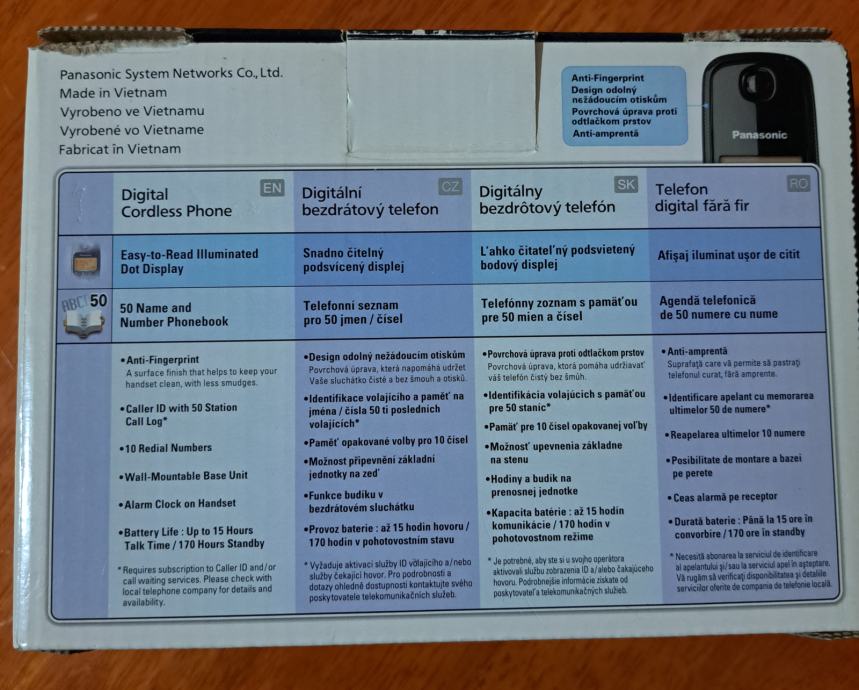 Panasonic System Networks Co., Ltd.
Made in Vietnam
Vyrobeno ve Vietnamu
Vyrobené vo Vietname
Fabricat în Vietnam
Anti-Fingerprint
Design odolný
nežádoucím otiskům
Povrchová úprava proti
odtlačkom prstov
Anti-amprentă
Panasonic
EN
Digital
Cordless Phone
CZ
Digitální
bezdrátový telefon
SK
Digitálny
bezdrôtový telefón
RO
Telefon
digital fără fir
Easy-to-Read Illuminated
Dot Display
Snadno čitelný
podsvícený displej
L'ahko čitateľný podsvietený
bodový displej
Afişaj iluminat uşor de citit
ABC 50
50 Name and
Number Phonebook
Telefonní seznam
pro 50 jmen / čísel
Telefónny zoznam s pamäťou
pre 50 mien a čísel
Agendă telefonică
de 50 numere cu nume
•Anti-Fingerprint
A surface finish that helps to keep your
handset clean, with less smudges.
•Caller ID with 50 Station
Call Log*
•10 Redial Numbers
•Wall-Mountable Base Unit
•Alarm Clock on Handset
•Battery Life : Up to 15 Hours
Talk Time / 170 Hours Standby
*Requires subscription to Caller ID and/or
call waiting services. Please check with
local telephone company for details and
availability.
•Design odolný nežádoucím otiskům
Povrchová úprava, která napomáhá udržet
Vaše sluchátko čisté a bez šmouh a otisků.
•Identifikace volajícího a paměť na
jména / čísla 50 ti posledních
volajících*
•Paměť opakované volby pro 10 čísel
•Možnost připevnění základní
jednotky na zeď
•Funkce budíku v
bezdrátovém sluchátku
•Provoz baterie : až 15 hodin hovoru /
170 hodin v pohotovostním stavu
* Vyžaduje aktivaci služby ID volajícího a/nebo
služby čekající hovor. Pro podrobnosti a
dotazy ohledně dostupnosti kontaktujte svého
poskytovatele telekomunikačních služeb.
•Povrchová úprava proti odtlačkom prstov
Povrchová úprava, ktorá pomáha udržiavať
váš telefón čistý bez šmúh.
•Identifikácia volajúcich s pamäťou
pre 50 staníc*
•Pamäť pre 10 čísel opakovanej voľby
•Možnosť upevnenia základne
na stenu
•Hodiny a budík na
prenosnej jednotke
•Kapacita batérie : až 15 hodín
komunikácie / 170 hodín v
pohotovostnom režime
* Je potrebné, aby ste si u svojho operátora
aktivovali službu zobrazenia ID a/alebo čakajúceho
hovoru. Podrobnejšie informácie získate od
poskytovateľa telekomunikačných služieb.
•Anti-amprentă
Suprafaţă care vă permite să pastraţi
telefonul curat, fără amprente.
•Identificare apelant cu memorarea
ultimelor 50 de numere*
•Reapelarea ultimelor 10 numere
•Posibilitate de montare a bazei
pe perete
•Ceas alarmă pe receptor
•Durată baterie : Până la 15 ore în
convorbire / 170 ore în standby
* Necesită abonarea la serviciul de identificare
al apelantului şi/sau la serviciul apel în aşteptare.
Vă rugăm să verificaţi disponibilitatea şi detaliile
serviciilor oferite de compania de telefonie locală.